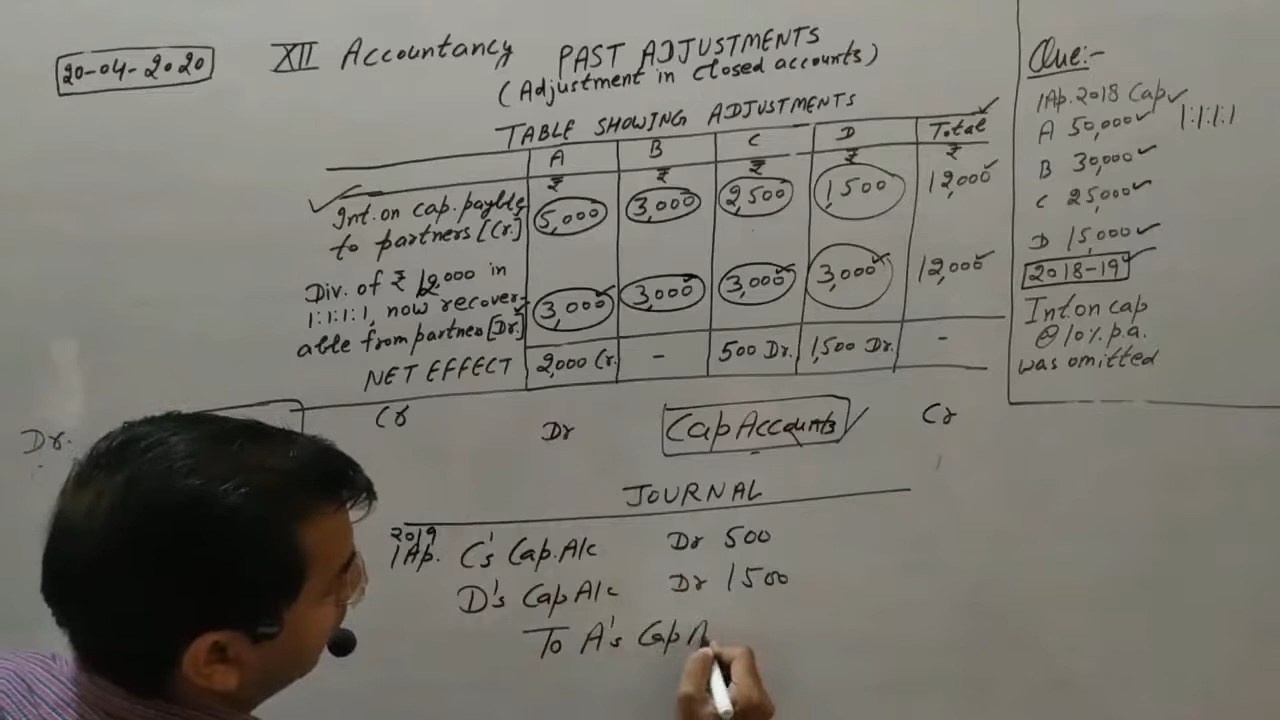 20-04-2020
XII Accountancy PAST ADJUSTMENTS
(Adjustment in closed accounts)
TABLE SHOWING ADJUSTMENTS
A B C D Total
₹ ₹ ₹ ₹ ₹
Int. on cap. payble
to partners [Cr.] 5,000 3,000 2,500 1,500 12,000
Div. of ₹ 12,000 in
1:1:1:1, now recover-
able from partners [Dr.] 3,000 3,000 3,000 3,000 12,000
NET EFFECT 2,000 Cr. - 500 Dr. 1,500 Dr. -
Dr. Cr Dr Cap Accounts Cr
JOURNAL
2019
1 Ap. C's Cap. A/c Dr 500
D's Cap A/c Dr 1500
To A's Cap A
Que:-
1 Ap. 2018 Cap
A 50,000 1:1:1:1
B 30,000
C 25,000
D 15,000
2018-19
Int. on cap
@ 10% p.a.
was omitted